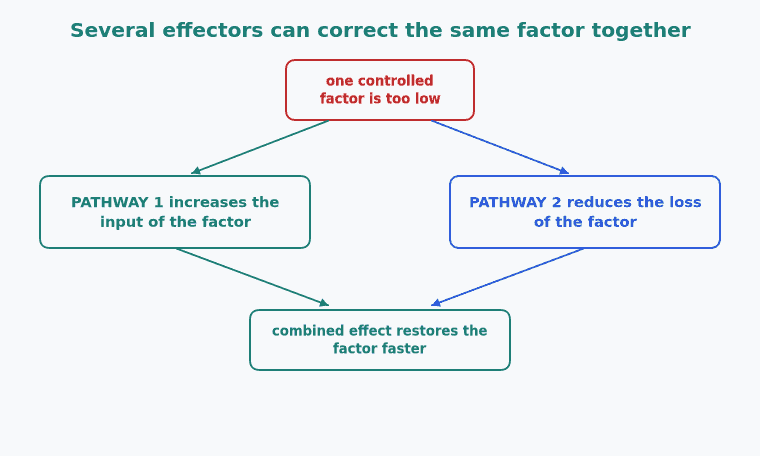 Several effectors can correct the same factor together
one controlled
factor is too low
PATHWAY 1 increases the
input of the factor
PATHWAY 2 reduces the loss
of the factor
combined effect restores the
factor faster